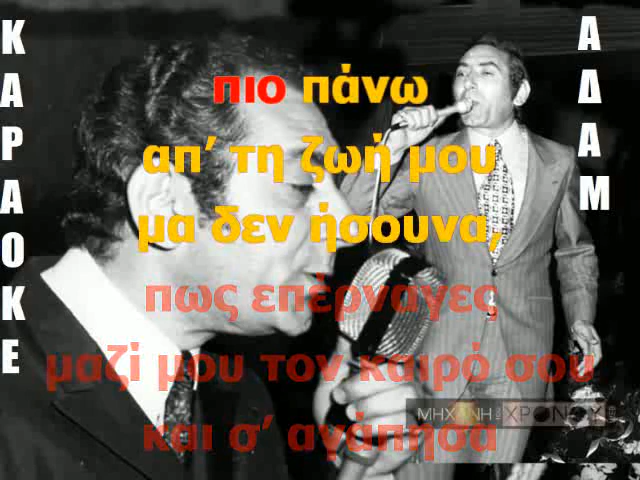 ΚΑΡΑΟΚΕ
ΑΔΑΜ
πιο πάνω
απ' τη ζωή μου
μα δεν ήσουνα,
πως επέρναγες
μαζί μου τον καιρό σου
και σ' αγάπησα
ΜΗΧΑΝΗ ΤΟΥ ΧΡΟΝΟΥ